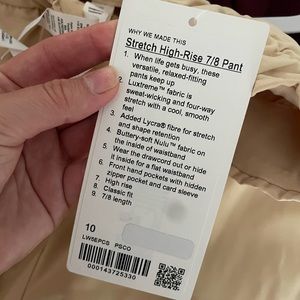 WHY WE MADE THIS
Stretch High-Rise 7/8 Pant
1. When life gets busy, these
versatile, relaxed-fitting
pants keep up
2. Luxtreme™ fabric is
sweat-wicking and four-way
stretch with a cool, smooth
feel
3. Added Lycra® fibre for stretch
and shape retention
4. Buttery-soft Nulu™ fabric on
the inside of waistband
5. Wear the drawcord out or hide
it inside for a flat waistband
6. Front hand pockets with hidden
zipper pocket and card sleeve
7. High rise
8. Classic fit
9. 7/8 length
10
LW5EPCS PSCO
000143725330